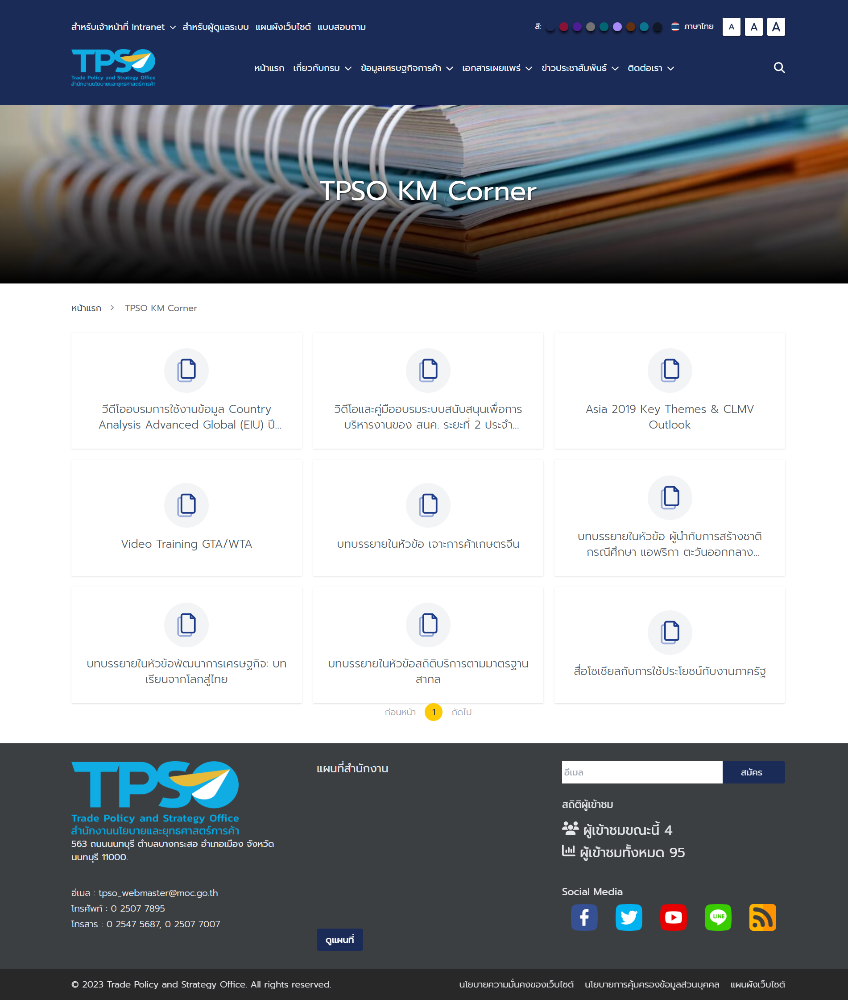 สำหรับเจ้าหน้าที่ Intranet สำหรับผู้ดูแลระบบ แผนผังเว็บไซต์ แบบสอบถาม
สี: ภาษาไทย A A A
TPSO
Trade Policy and Strategy Office
สำนักงานนโยบายและยุทธศาสตร์การค้า
หน้าแรก เกี่ยวกับกรม ข้อมูลเศรษฐกิจการค้า เอกสารเผยแพร่ ข่าวประชาสัมพันธ์ ติดต่อเรา
TPSO KM Corner
หน้าแรก > TPSO KM Corner
วีดีโออบรมการใช้งานข้อมูล Country
Analysis Advanced Global (EIU) ปี...
วิดีโอและคู่มืออบรมระบบสนับสนุนเพื่อการ
บริหารงานของ สนค. ระยะที่ 2 ประจำ...
Asia 2019 Key Themes & CLMV
Outlook
Video Training GTA/WTA
บทบรรยายในหัวข้อ เจาะการค้าเกษตรจีน
บทบรรยายในหัวข้อ ผู้นำกับการสร้างชาติ
กรณีศึกษา แอฟริกา ตะวันออกกลาง...
บทบรรยายในหัวข้อพัฒนาการเศรษฐกิจ: บท
เรียนจากโลกสู่ไทย
บทบรรยายในหัวข้อสถิติบริการตามมาตรฐาน
สากล
สื่อโซเชียลกับการใช้ประโยชน์กับงานภาครัฐ
ก่อนหน้า 1 ถัดไป
TPSO
Trade Policy and Strategy Office
สำนักงานนโยบายและยุทธศาสตร์การค้า
563 ถนนนนทบุรี ตำบลบางกระสอ อำเภอเมือง จังหวัด
นนทบุรี 11000.
อีเมล : tpso_webmaster@moc.go.th
โทรศัพท์ : 0 2507 7895
โทรสาร : 0 2547 5687, 0 2507 7007
แผนที่สำนักงาน
ดูแผนที่
อีเมล สมัคร
สถิติผู้เข้าชม
ผู้เข้าชมขณะนี้ 4
ผู้เข้าชมทั้งหมด 95
Social Media
LINE
© 2023 Trade Policy and Strategy Office. All rights reserved.
นโยบายความมั่นคงของเว็บไซต์ นโยบายการคุ้มครองข้อมูลส่วนบุคคล แผนผังเว็บไซต์